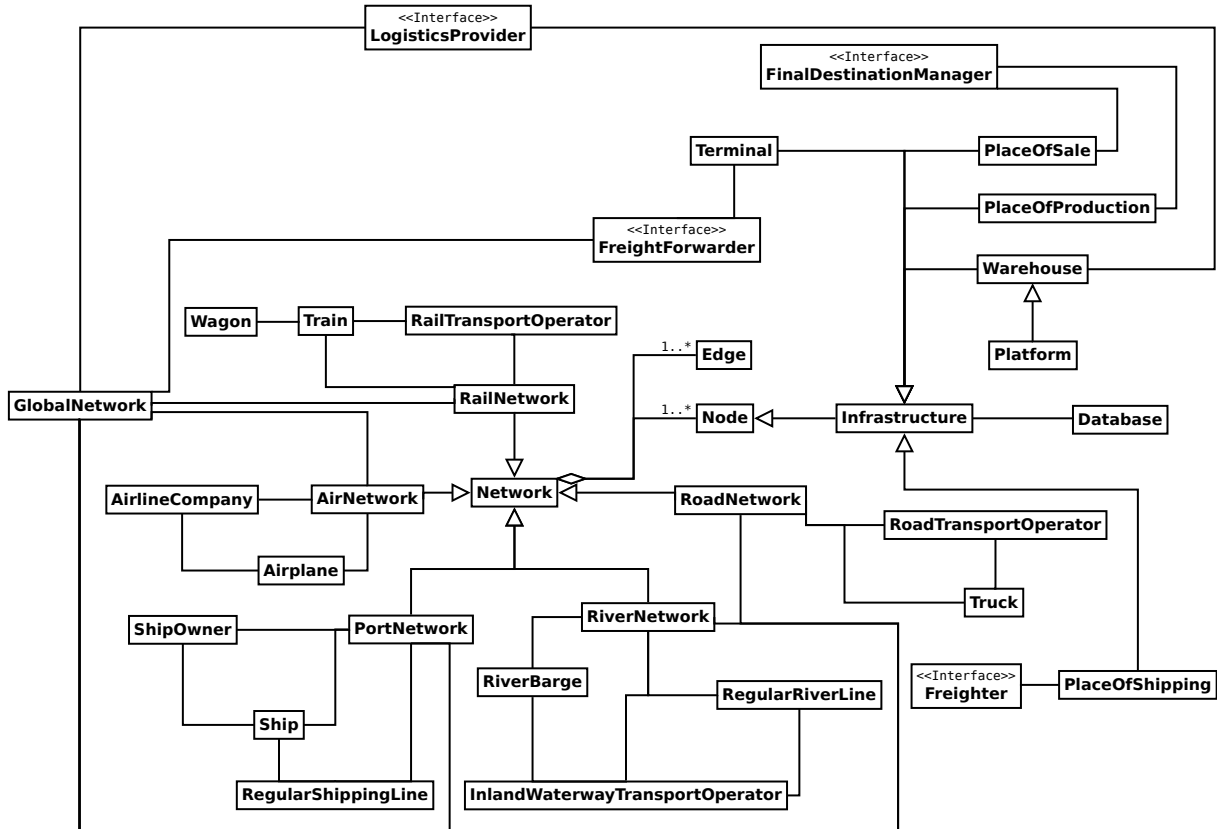 <<Interface>>
LogisticsProvider
<<Interface>>
FinalDestinationManager
Terminal
PlaceOfSale
PlaceOfProduction
<<Interface>>
FreightForwarder
Warehouse
Wagon
Train
RailTransportOperator
1..*
Edge
Platform
GlobalNetwork
RailNetwork
1..*
Node
Infrastructure
Database
AirlineCompany
AirNetwork
Network
RoadNetwork
RoadTransportOperator
Airplane
Truck
ShipOwner
PortNetwork
RiverNetwork
RiverBarge
RegularRiverLine
<<Interface>>
Freighter
PlaceOfShipping
Ship
RegularShippingLine
InlandWaterwayTransportOperator